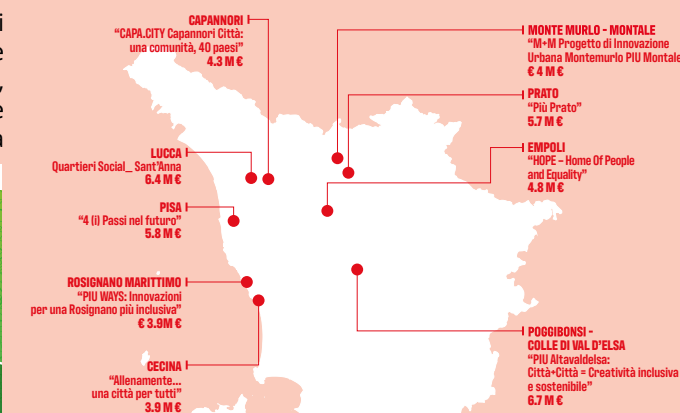 i
e
,
e
a
CAPANNORI
“CAPA.CITY Capannori Città:
una comunità, 40 paesi”
4.3 M €
LUCCA
Quartieri Social_ Sant’Anna
6.4 M €
PISA
“4 (i) Passi nel futuro”
5.8 M €
ROSIGNANO MARITTIMO
“PIU WAYS: Innovazioni
per una Rosignano più inclusiva”
€ 3.9M €
CECINA
“Allenamente...
una città per tutti”
3.9 M €
MONTE MURLO - MONTALE
“M+M Progetto di Innovazione
Urbana Montemurlo PIU Montale
€ 4 M €
PRATO
“Più Prato”
5.7 M €
EMPOLI
“HOPE – Home Of People
and Equality”
4.8 M €
POGGIBONSI –
COLLE DI VAL D’ELSA
“PIU Altavaldelsa:
Città+Città = Creatività inclusiva
e sostenibile”
6.7 M €